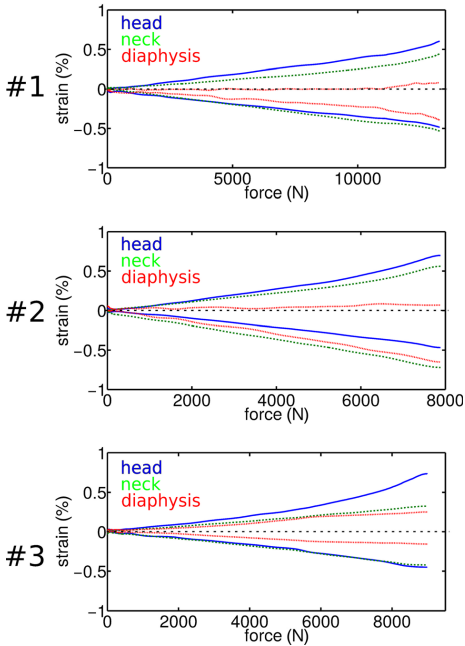 #1
strain (%)
1
0.5
0
−0.5
−1
head
neck
diaphysis
0 5000 10000
force (N)
#2
strain (%)
1
0.5
0
−0.5
−1
head
neck
diaphysis
0 2000 4000 6000 8000
force (N)
#3
strain (%)
1
0.5
0
−0.5
−1
head
neck
diaphysis
0 2000 4000 6000 8000
force (N)